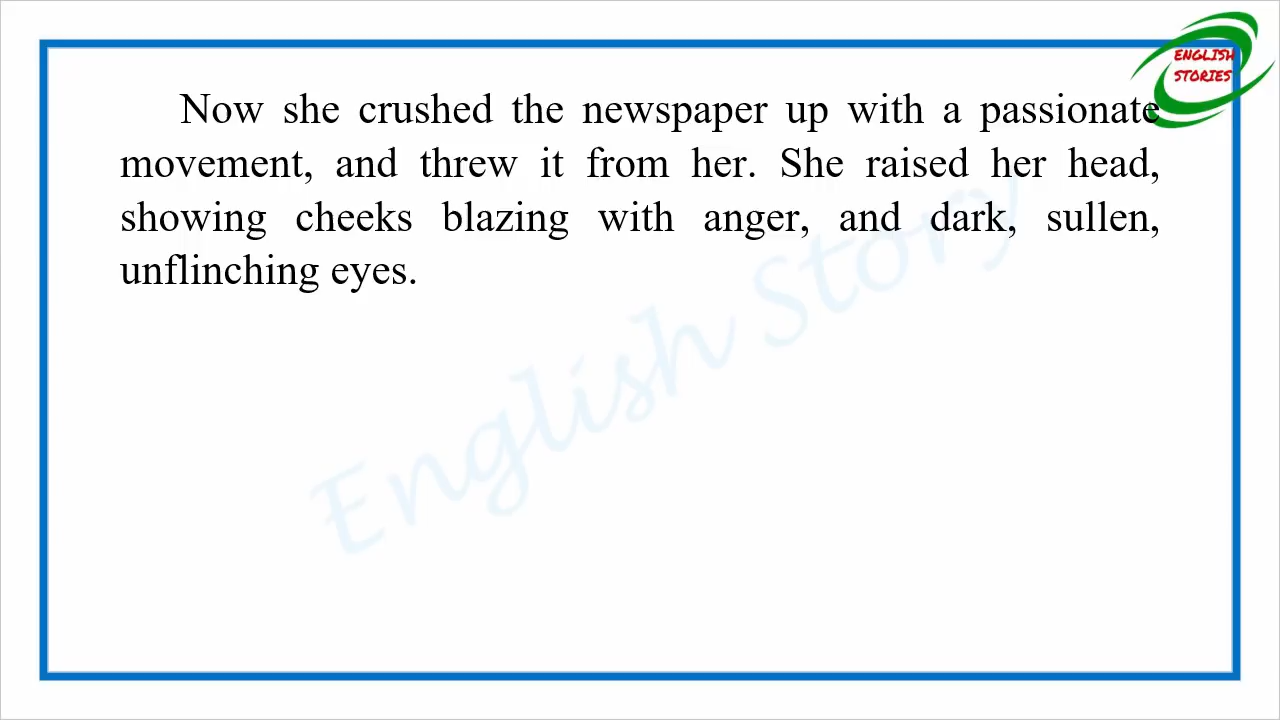 ENGLISH
STORIES
Now she crushed the newspaper up with a passionate
movement, and threw it from her. She raised her head,
showing cheeks blazing with anger, and dark, sullen,
unflinching eyes.
English Story